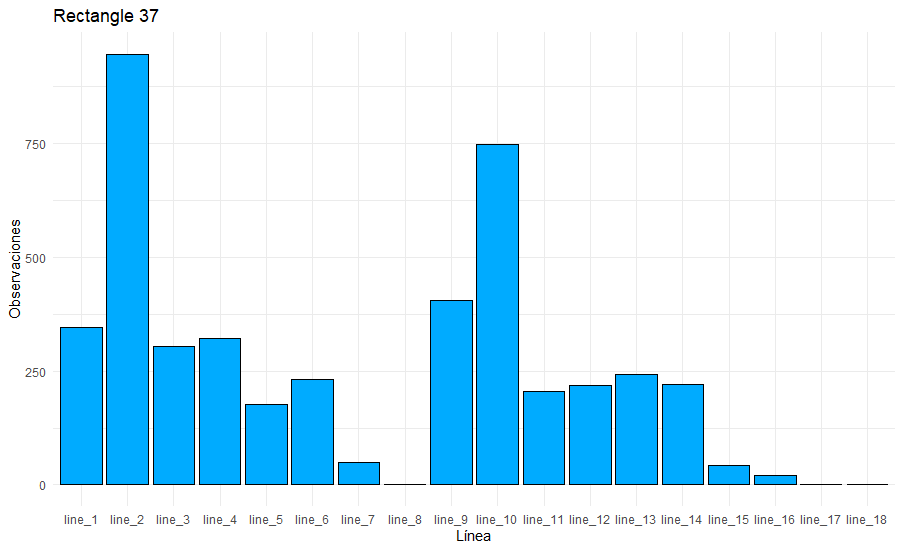 Rectangle 37
Observaciones
750
500
250
0
line_1 line_2 line_3 line_4 line_5 line_6 line_7 line_8 line_9 line_10 line_11 line_12 line_13 line_14 line_15 line_16 line_17 line_18
Línea